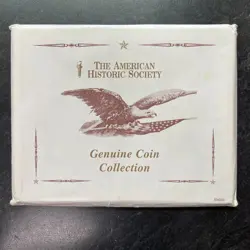 THE AMERICAN
HISTORIC SOCIETY
Genuine Coin
Collection